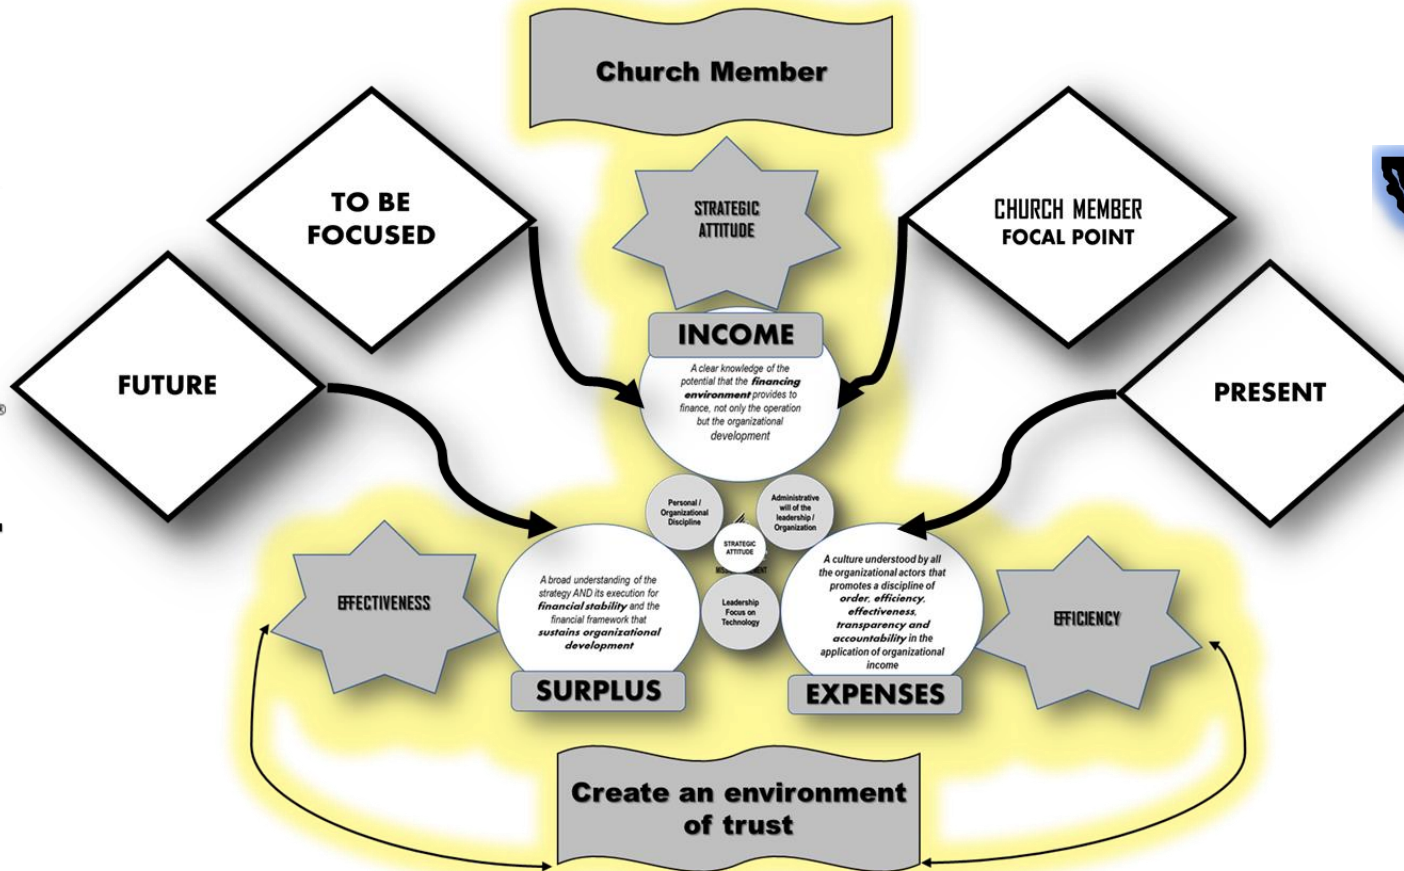 Church Member
STRATEGIC
ATTITUDE
TO BE
FOCUSED
CHURCH MEMBER
FOCAL POINT
FUTURE
PRESENT
INCOME
A clear knowledge of the
potential that the financing
environment provides to
finance, not only the operation
but the organizational
development
®
Personal /
Organizational
Discipline
Administrative
will of the
leadership /
Organization
STRATEGIC
ATTITUDE
Leadership
Focus on
Technology
EFFECTIVENESS
A broad understanding of the
strategy AND its execution for
financial stability and the
financial framework that
sustains organizational
development
SURPLUS
A culture understood by all
the organizational actors that
promotes a discipline of
order, efficiency,
effectiveness,
transparency and
accountability in the
application of organizational
income
EXPENSES
EFFICIENCY
Create an environment
of trust